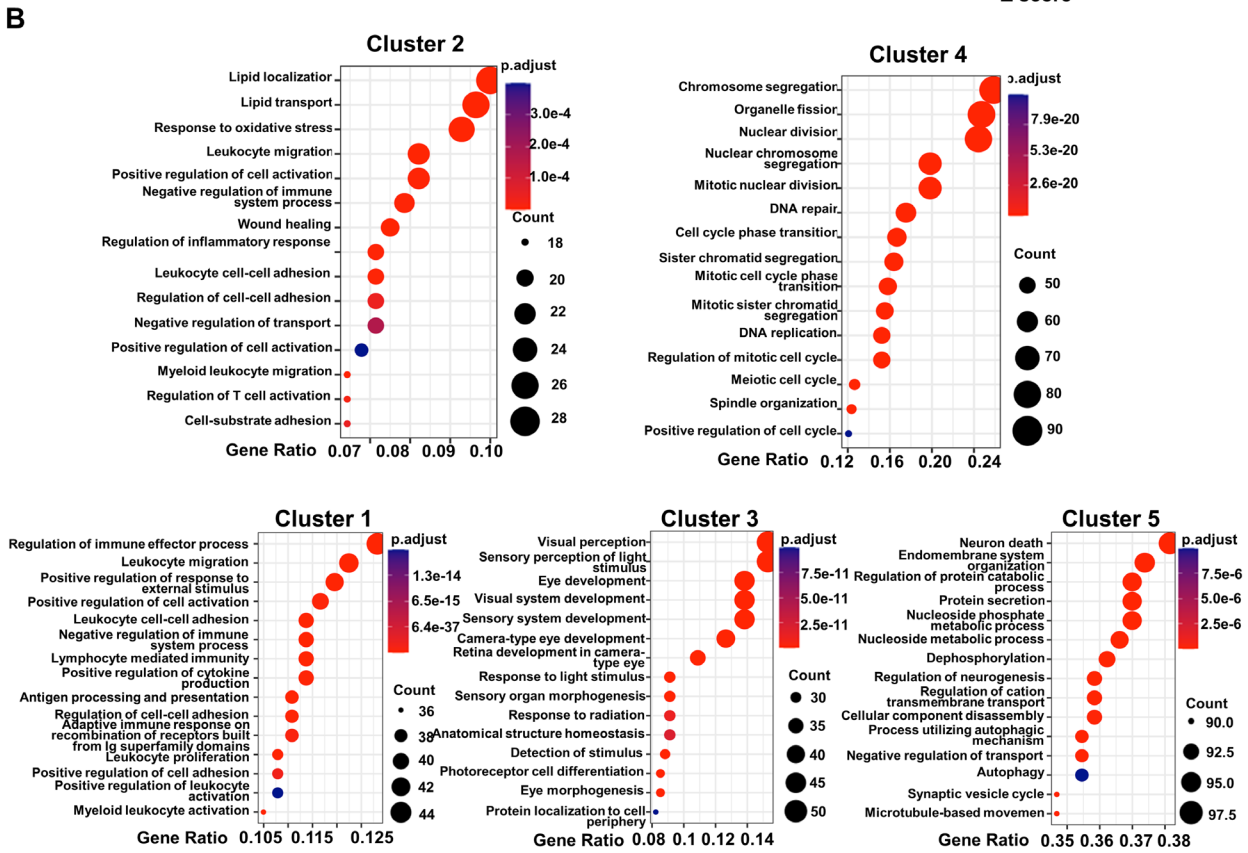 B
Cluster 2
Lipid localization
Lipid transport
Response to oxidative stress
Leukocyte migration
Positive regulation of cell activation
Negative regulation of immune
system process
Wound healing
Regulation of inflammatory response
Leukocyte cell-cell adhesion
Regulation of cell-cell adhesion
Negative regulation of transport
Positive regulation of cell activation
Myeloid leukocyte migration
Regulation of T cell activation
Cell-substrate adhesion
Gene Ratio 0.07 0.08 0.09 0.10
p.adjust
3.0e-4
2.0e-4
1.0e-4
Count
18
20
22
24
26
28
Cluster 4
Chromosome segregation
Organelle fission
Nuclear division
Nuclear chromosome
segregation
Mitotic nuclear division
DNA repair
Cell cycle phase transition
Sister chromatid segregation
Mitotic cell cycle phase
transition
Mitotic sister chromatid
segregation
DNA replication
Regulation of mitotic cell cycle
Meiotic cell cycle
Spindle organization
Positive regulation of cell cycle
Gene Ratio 0.12 0.16 0.20 0.24
p.adjust
7.9e-20
5.3e-20
2.6e-20
Count
50
60
70
80
90
Cluster 1
Regulation of immune effector process
Leukocyte migration
Positive regulation of response to
external stimulus
Positive regulation of cell activation
Leukocyte cell-cell adhesion
Negative regulation of immune
system process
Lymphocyte mediated immunity
Positive regulation of cytokine
production
Antigen processing and presentation
Regulation of cell-cell adhesion
Adaptive immune response on
recombination of receptors built
from Ig superfamily domains
Leukocyte proliferation
Positive regulation of cell adhesion
Positive regulation of leukocyte
activation
Myeloid leukocyte activation
Gene Ratio 0.105 0.115 0.125
p.adjust
1.3e-14
6.5e-15
6.4e-37
Count
36
38
40
42
44
Cluster 3
Visual perception
Sensory perception of light
stimulus
Eye development
Visual system development
Sensory system development
Camera-type eye development
Retina development in camera-
type eye
Response to light stimulus
Sensory organ morphogenesis
Response to radiation
Anatomical structure homeostasis
Detection of stimulus
Photoreceptor cell differentiation
Eye morphogenesis
Protein localization to cell
periphery
Gene Ratio 0.08 0.1 0.12 0.14
p.adjust
7.5e-11
5.0e-11
2.5e-11
Count
30
35
40
45
50
Cluster 5
Neuron death
Endomembrane system
organization
Regulation of protein catabolic
process
Protein secretion
Nucleoside phosphate
metabolic process
Nucleoside metabolic process
Dephosphorylation
Regulation of neurogenesis
Regulation of cation
transmembrane transport
Cellular component disassembly
Process utilizing autophagic
mechanism
Negative regulation of transport
Autophagy
Synaptic vesicle cycle
Microtubule-based movemen
Gene Ratio 0.35 0.36 0.37 0.38
p.adjust
7.5e-6
5.0e-6
2.5e-6
Count
90.0
92.5
95.0
97.5